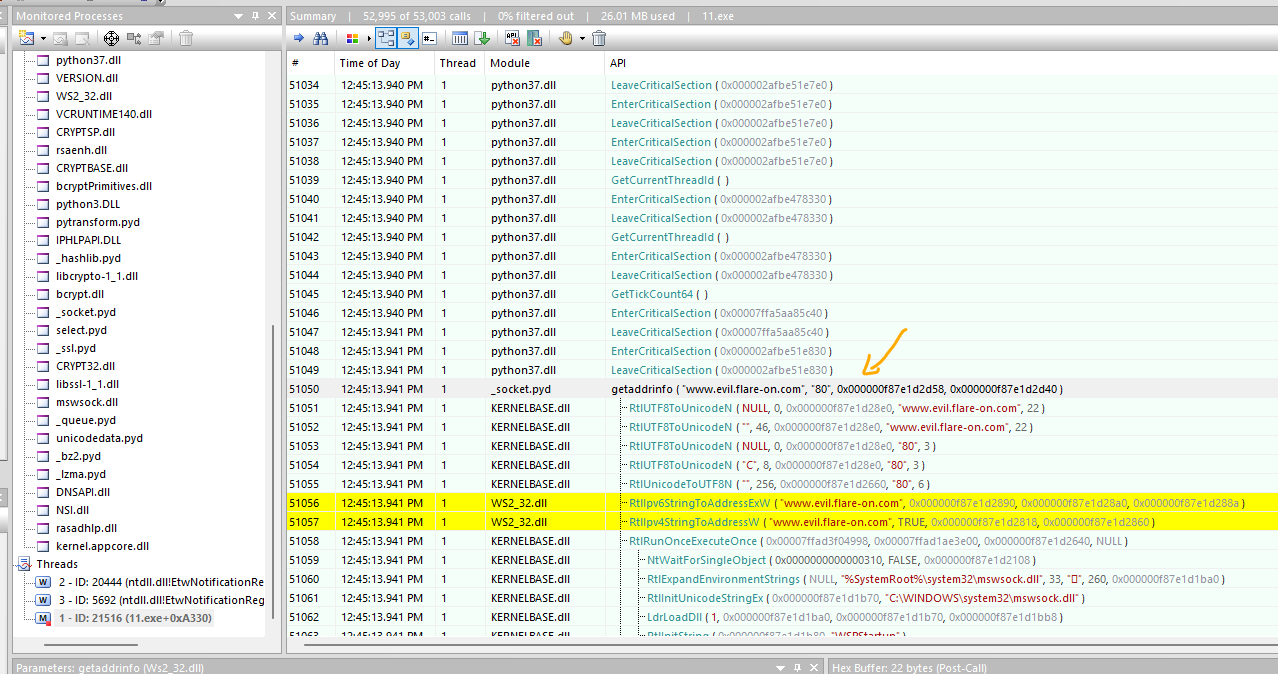 Monitored Processes
python37.dll
VERSION.dll
WS2_32.dll
VCRUNTIME140.dll
CRYPTSP.dll
rsaenh.dll
CRYPTBASE.dll
bcryptPrimitives.dll
python3.DLL
pytransform.pyd
IPHLPAPI.DLL
_hashlib.pyd
libcrypto-1_1.dll
bcrypt.dll
_socket.pyd
select.pyd
_ssl.pyd
CRYPT32.dll
libssl-1_1.dll
mswsock.dll
_queue.pyd
unicodedata.pyd
_bz2.pyd
_lzma.pyd
DNSAPI.dll
NSI.dll
rasadhlp.dll
kernel.appcore.dll
Threads
W 2 - ID: 20444 (ntdll.dll!EtwNotificationRe
W 3 - ID: 5692 (ntdll.dll!EtwNotificationReg
M 1 - ID: 21516 (11.exe+0xA330)
Parameters: getaddrinfo (Ws2_32.dll)
Summary | 52,995 of 53,003 calls | 0% filtered out | 26.01 MB used | 11.exe
# Time of Day Thread Module API
51034 12:45:13.940 PM 1 python37.dll LeaveCriticalSection ( 0x000002afbe51e7e0 )
51035 12:45:13.940 PM 1 python37.dll EnterCriticalSection ( 0x000002afbe51e7e0 )
51036 12:45:13.940 PM 1 python37.dll LeaveCriticalSection ( 0x000002afbe51e7e0 )
51037 12:45:13.940 PM 1 python37.dll EnterCriticalSection ( 0x000002afbe51e7e0 )
51038 12:45:13.940 PM 1 python37.dll LeaveCriticalSection ( 0x000002afbe51e7e0 )
51039 12:45:13.940 PM 1 python37.dll GetCurrentThreadId ( )
51040 12:45:13.940 PM 1 python37.dll EnterCriticalSection ( 0x000002afbe478330 )
51041 12:45:13.940 PM 1 python37.dll LeaveCriticalSection ( 0x000002afbe478330 )
51042 12:45:13.940 PM 1 python37.dll GetCurrentThreadId ( )
51043 12:45:13.940 PM 1 python37.dll EnterCriticalSection ( 0x000002afbe478330 )
51044 12:45:13.940 PM 1 python37.dll LeaveCriticalSection ( 0x000002afbe478330 )
51045 12:45:13.940 PM 1 python37.dll GetTickCount64 ( )
51046 12:45:13.941 PM 1 python37.dll EnterCriticalSection ( 0x00007ffa5aa85c40 )
51047 12:45:13.941 PM 1 python37.dll LeaveCriticalSection ( 0x00007ffa5aa85c40 )
51048 12:45:13.941 PM 1 python37.dll EnterCriticalSection ( 0x000002afbe51e830 )
51049 12:45:13.941 PM 1 python37.dll LeaveCriticalSection ( 0x000002afbe51e830 )
51050 12:45:13.941 PM 1 _socket.pyd getaddrinfo ( "www.evil.flare-on.com", "80", 0x000000f87e1d2d58, 0x000000f87e1d2d40 )
51051 12:45:13.941 PM 1 KERNELBASE.dll RtlUTF8ToUnicodeN ( NULL, 0, 0x000000f87e1d28e0, "www.evil.flare-on.com", 22 )
51052 12:45:13.941 PM 1 KERNELBASE.dll RtlUTF8ToUnicodeN ( "", 46, 0x000000f87e1d28e0, "www.evil.flare-on.com", 22 )
51053 12:45:13.941 PM 1 KERNELBASE.dll RtlUTF8ToUnicodeN ( NULL, 0, 0x000000f87e1d28e0, "80", 3 )
51054 12:45:13.941 PM 1 KERNELBASE.dll RtlUTF8ToUnicodeN ( "C", 8, 0x000000f87e1d28e0, "80", 3 )
51055 12:45:13.941 PM 1 KERNELBASE.dll RtlUnicodeToUTF8N ( "", 256, 0x000000f87e1d2660, "80", 6 )
51056 12:45:13.941 PM 1 WS2_32.dll RtlIpv6StringToAddressExW ( "www.evil.flare-on.com", 0x000000f87e1d2890, 0x000000f87e1d28a0, 0x000000f87e1d288a )
51057 12:45:13.941 PM 1 WS2_32.dll RtlIpv4StringToAddressW ( "www.evil.flare-on.com", TRUE, 0x000000f87e1d2818, 0x000000f87e1d2860 )
51058 12:45:13.941 PM 1 KERNELBASE.dll RtlRunOnceExecuteOnce ( 0x00007ffad3f04998, 0x00007ffad1ae3e00, 0x000000f87e1d2640, NULL )
51059 12:45:13.941 PM 1 KERNELBASE.dll NtWaitForSingleObject ( 0x0000000000000310, FALSE, 0x000000f87e1d2108 )
51060 12:45:13.941 PM 1 KERNELBASE.dll RtlExpandEnvironmentStrings ( NULL, "%SystemRoot%\system32\mswsock.dll", 33, "▯", 260, 0x000000f87e1d1ba0 )
51061 12:45:13.941 PM 1 KERNELBASE.dll RtlInitUnicodeStringEx ( 0x000000f87e1d1b70, "C:\WINDOWS\system32\mswsock.dll" )
51062 12:45:13.941 PM 1 KERNELBASE.dll LdrLoadDll ( 1, 0x000000f87e1d1ba0, 0x000000f87e1d1b70, 0x000000f87e1d1bb8 )
51063 12:45:13.941 PM 1 KERNELBASE.dll RtlInitString ( 0x000000f87e1d1b80, "WSPStartup" )
Hex Buffer: 22 bytes (Post-Call)